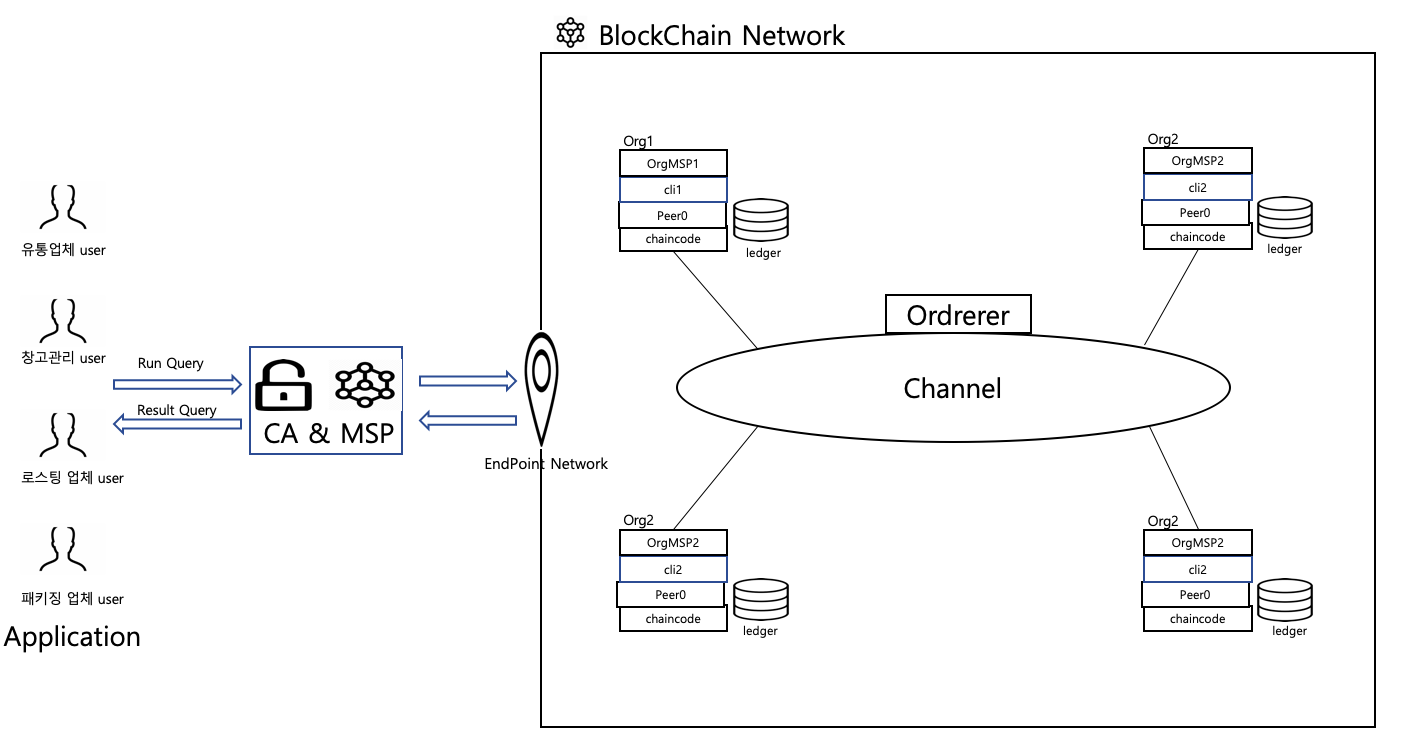 BlockChain Network
Org1
OrgMSP1
cli1
Peer0
chaincode
ledger
Org2
OrgMSP2
cli2
Peer0
chaincode
ledger
유통업체 user
창고관리 user
로스팅 업체 user
패키징 업체 user
Application
Run Query
Result Query
CA & MSP
EndPoint Network
Ordrerer
Channel
Org2
OrgMSP2
cli2
Peer0
chaincode
ledger
Org2
OrgMSP2
cli2
Peer0
chaincode
ledger